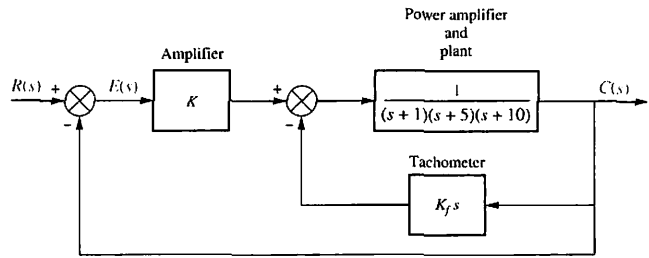 Power amplifier
and
plant
Amplifier
R(s) + E(s) K + 1
(s + 1)(s + 5)(s + 10) C(s)
− −
Tachometer
K_f s